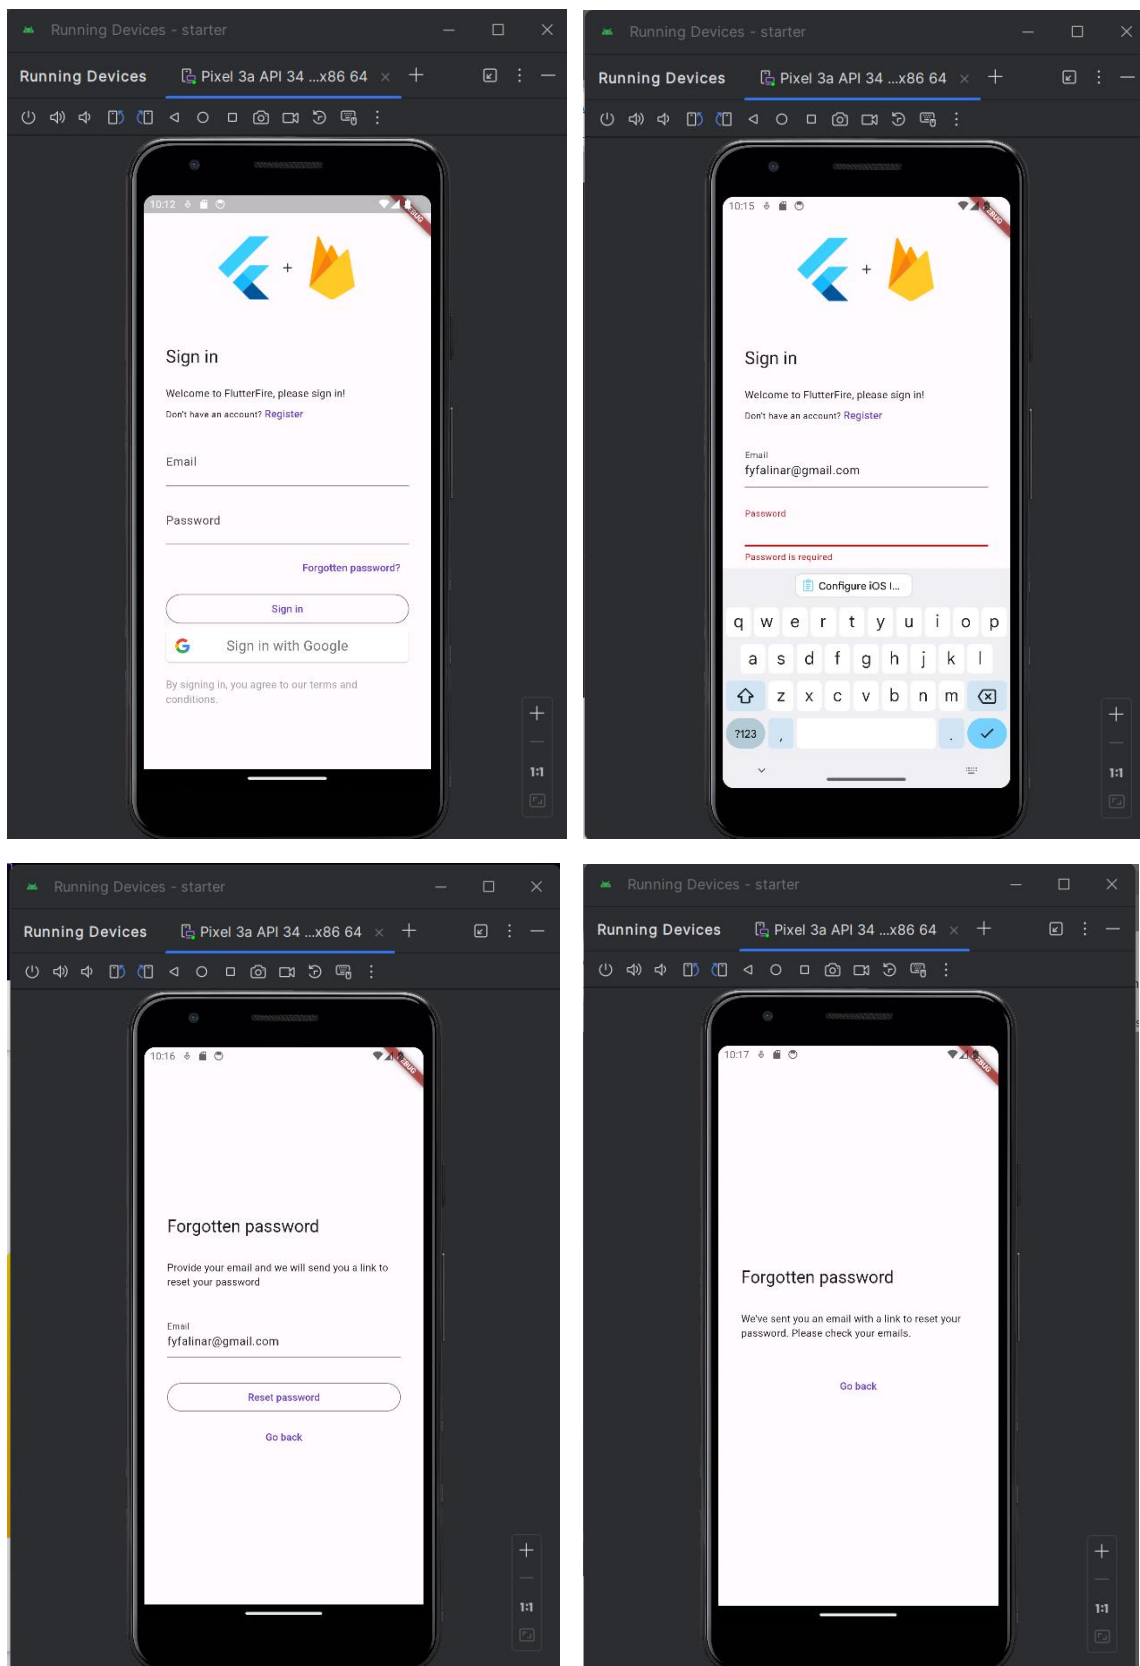 Running Devices - starter
Running Devices
Pixel 3a API 34 ...x86 64
10:12
+
Sign in
Welcome to FlutterFire, please sign in!
Don't have an account? Register
Email
Password
Forgotten password?
Sign in
Sign in with Google
By signing in, you agree to our terms and
conditions.
1:1
Running Devices - starter
Running Devices
Pixel 3a API 34 ...x86 64
10:15
+
Sign in
Welcome to FlutterFire, please sign in!
Don't have an account? Register
Email
fyfalinar@gmail.com
Password
Password is required
Configure iOS I...
q w e r t y u i o p
a s d f g h j k l
z x c v b n m
?123 , .
1:1
Running Devices - starter
Running Devices
Pixel 3a API 34 ...x86 64
10:16
Forgotten password
Provide your email and we will send you a link to
reset your password
Email
fyfalinar@gmail.com
Reset password
Go back
1:1
Running Devices - starter
Running Devices
Pixel 3a API 34 ...x86 64
10:17
Forgotten password
We've sent you an email with a link to reset your
password. Please check your emails.
Go back
1:1